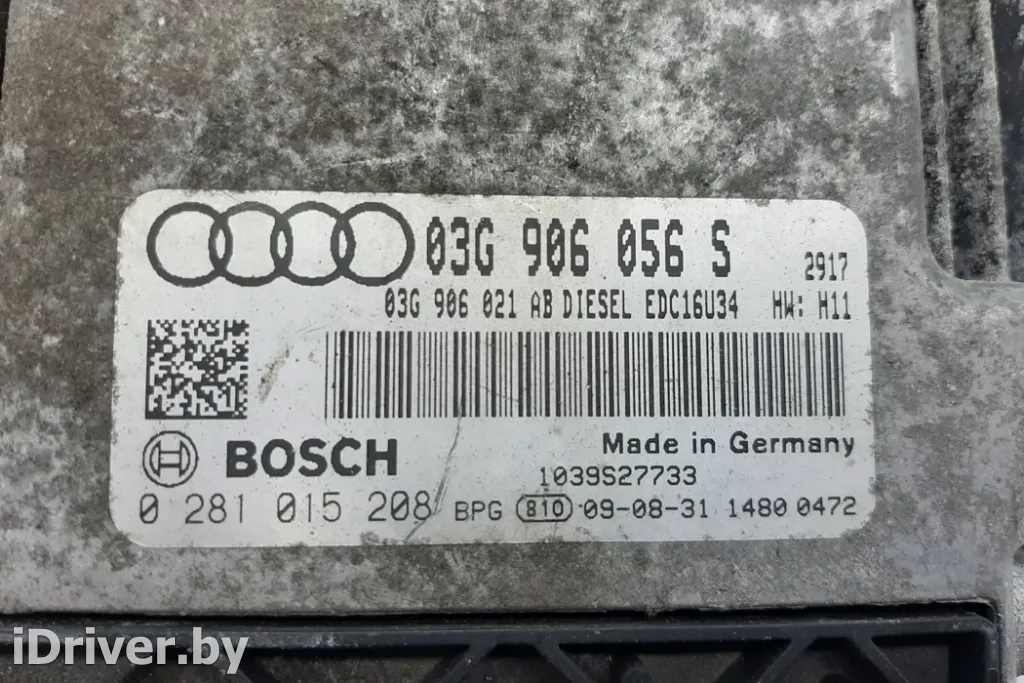 03G 906 056 S 2917
03G 906 021 AB DIESEL EDC16U34 HW: H11
BOSCH Made in Germany
1039S27733
0 281 015 208 BPG 810 09-08-31 1480 0472
iDriver.by